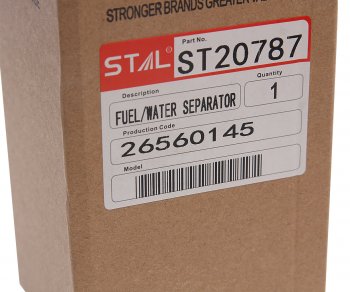 STRONGER BRANDS GREATER
STAL ® Part No. ST20787
Description Quantity
FUEL/WATER SEPARATOR 1
Production Code
26560145
Model